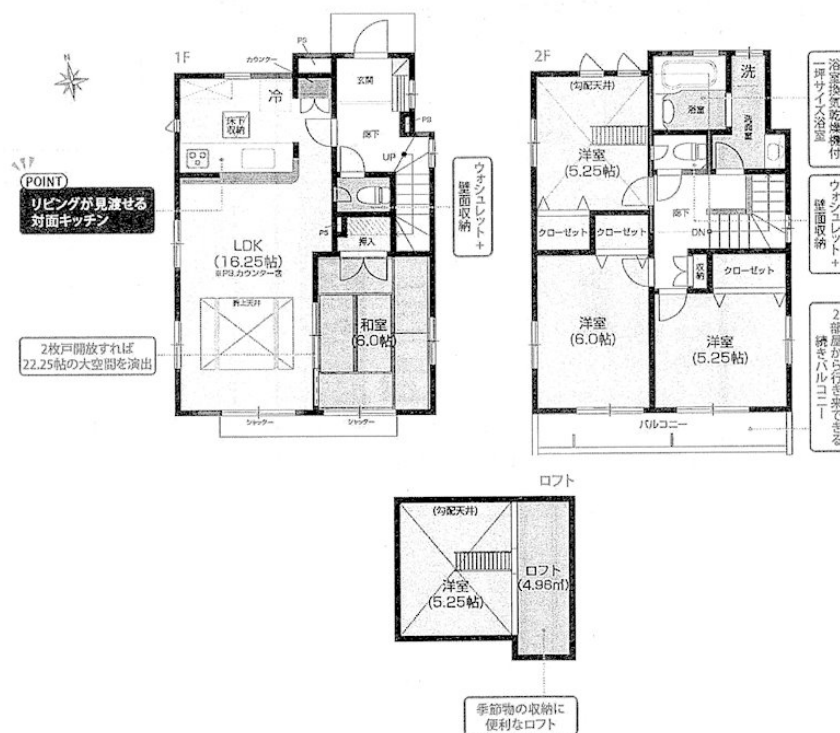 N
1F
カウンター
PS
玄関
冷
床下
収納
廊下
PS
UP
POINT
リビングが見渡せる
対面キッチン
LDK
(16.25帖)
※P.S.カウンター含
折上天井
PS
押入
和室
(6.0帖)
ウォシュレット+
壁面収納
2枚戸開放すれば
22.25帖の大空間を演出
シャッター
シャッター
2F
(勾配天井)
洋室
(5.25帖)
浴室
洗
洗面室
クローゼット
クローゼット
廊下
DN
収納
クローゼット
洋室
(6.0帖)
洋室
(5.25帖)
バルコニー
浴室換気乾燥機付
一坪サイズ浴室
ウォシュレット+
壁面収納
2部屋から行き来できる
続きバルコニー
ロフト
(勾配天井)
洋室
(5.25帖)
ロフト
(4.96㎡)
季節物の収納に
便利なロフト